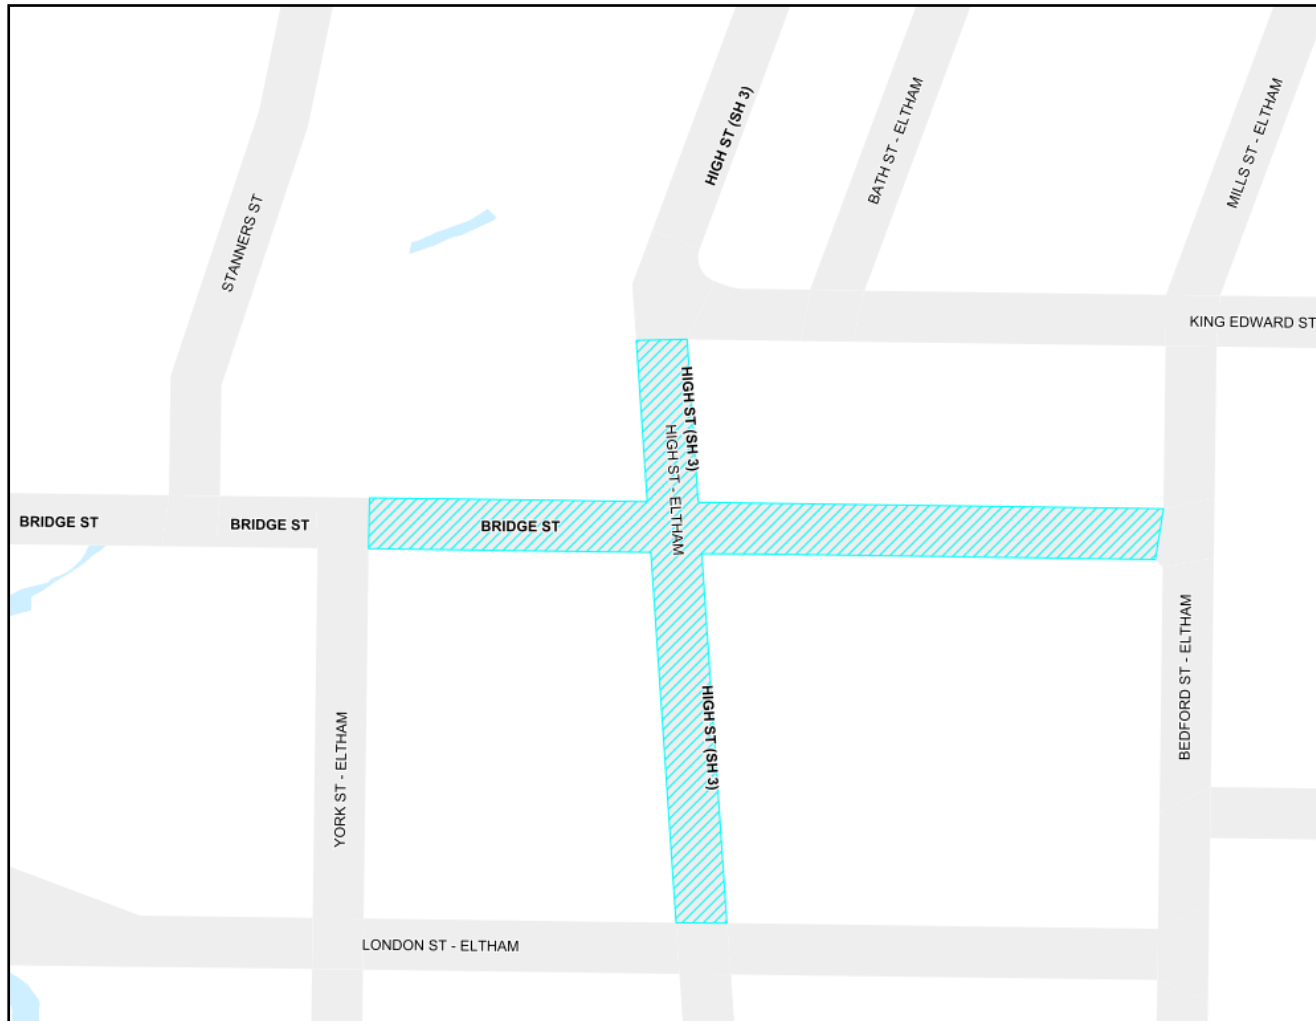 HIGH ST (SH 3)
BATH ST - ELTHAM
MILLS ST - ELTHAM
STANNERS ST
KING EDWARD ST
HIGH ST (SH 3)
HIGH ST - ELTHAM
BRIDGE ST
BRIDGE ST
BRIDGE ST
BEDFORD ST - ELTHAM
HIGH ST (SH 3)
YORK ST - ELTHAM
LONDON ST - ELTHAM